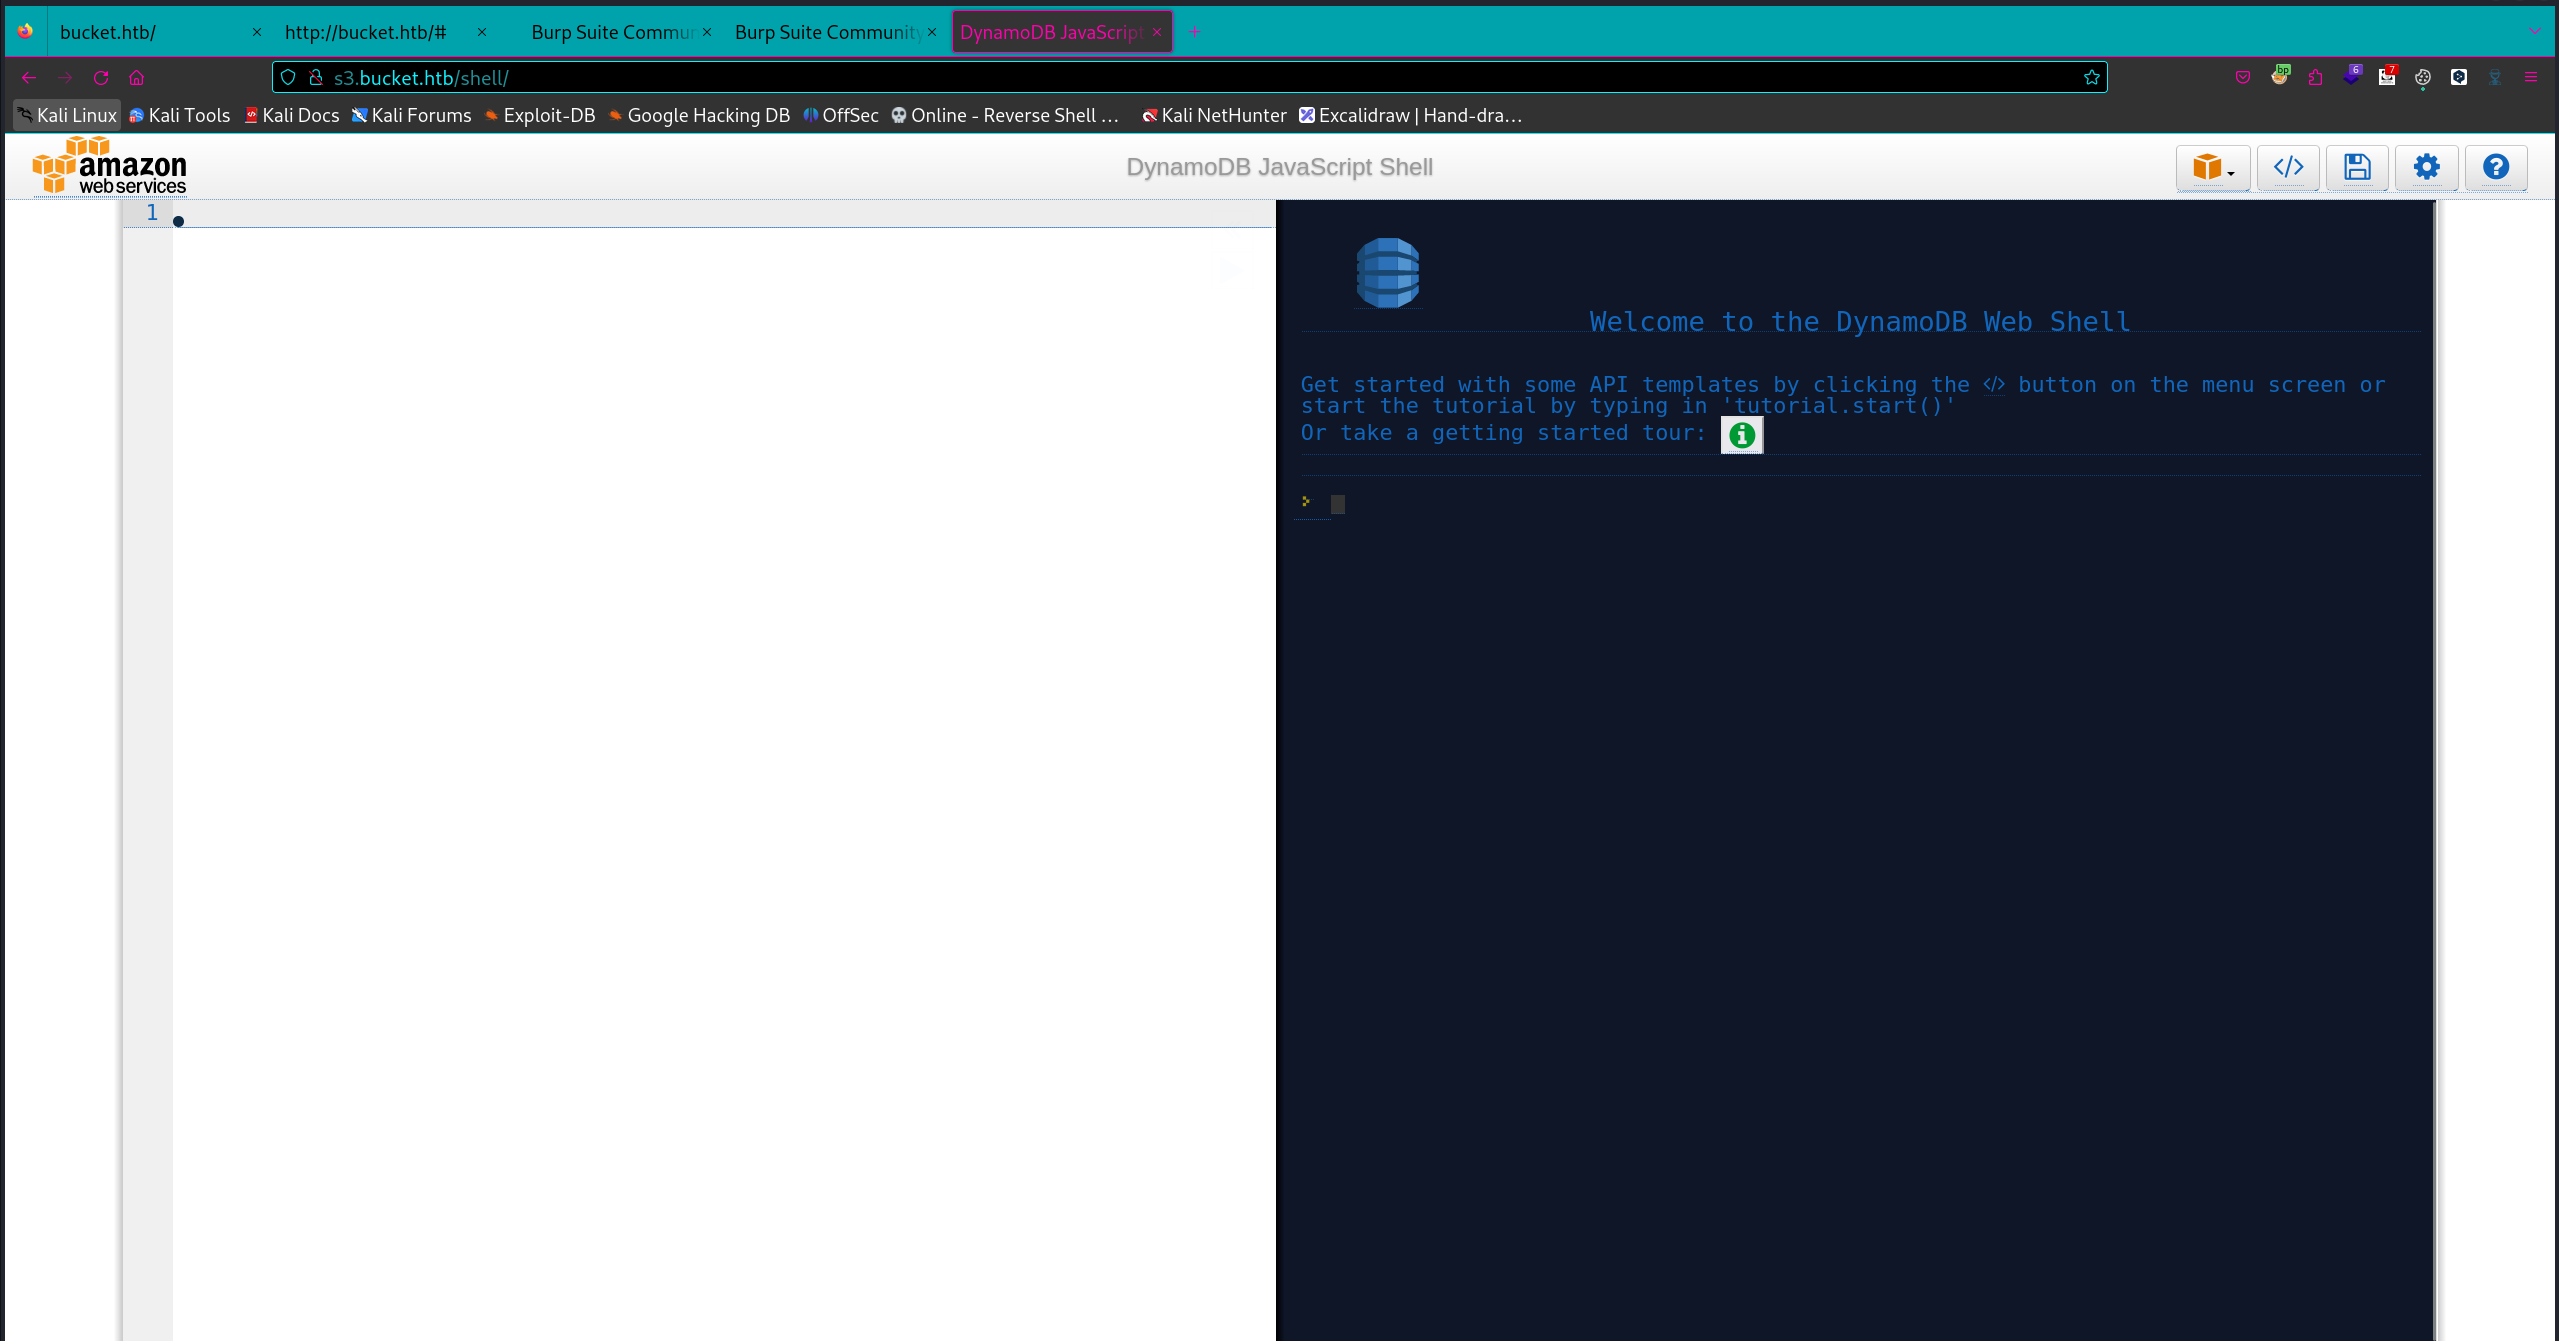 bucket.htb/ × http://bucket.htb/# × Burp Suite Commun × Burp Suite Community × DynamoDB JavaScript × +
s3.bucket.htb/shell/
bp 6 7
Kali Linux Kali Tools Kali Docs Kali Forums Exploit-DB Google Hacking DB OffSec Online - Reverse Shell … Kali NetHunter Excalidraw | Hand-dra…
amazon
webservices
DynamoDB JavaScript Shell
</> ?
1
Welcome to the DynamoDB Web Shell
Get started with some API templates by clicking the </> button on the menu screen or
start the tutorial by typing in 'tutorial.start()'
Or take a getting started tour: i
>